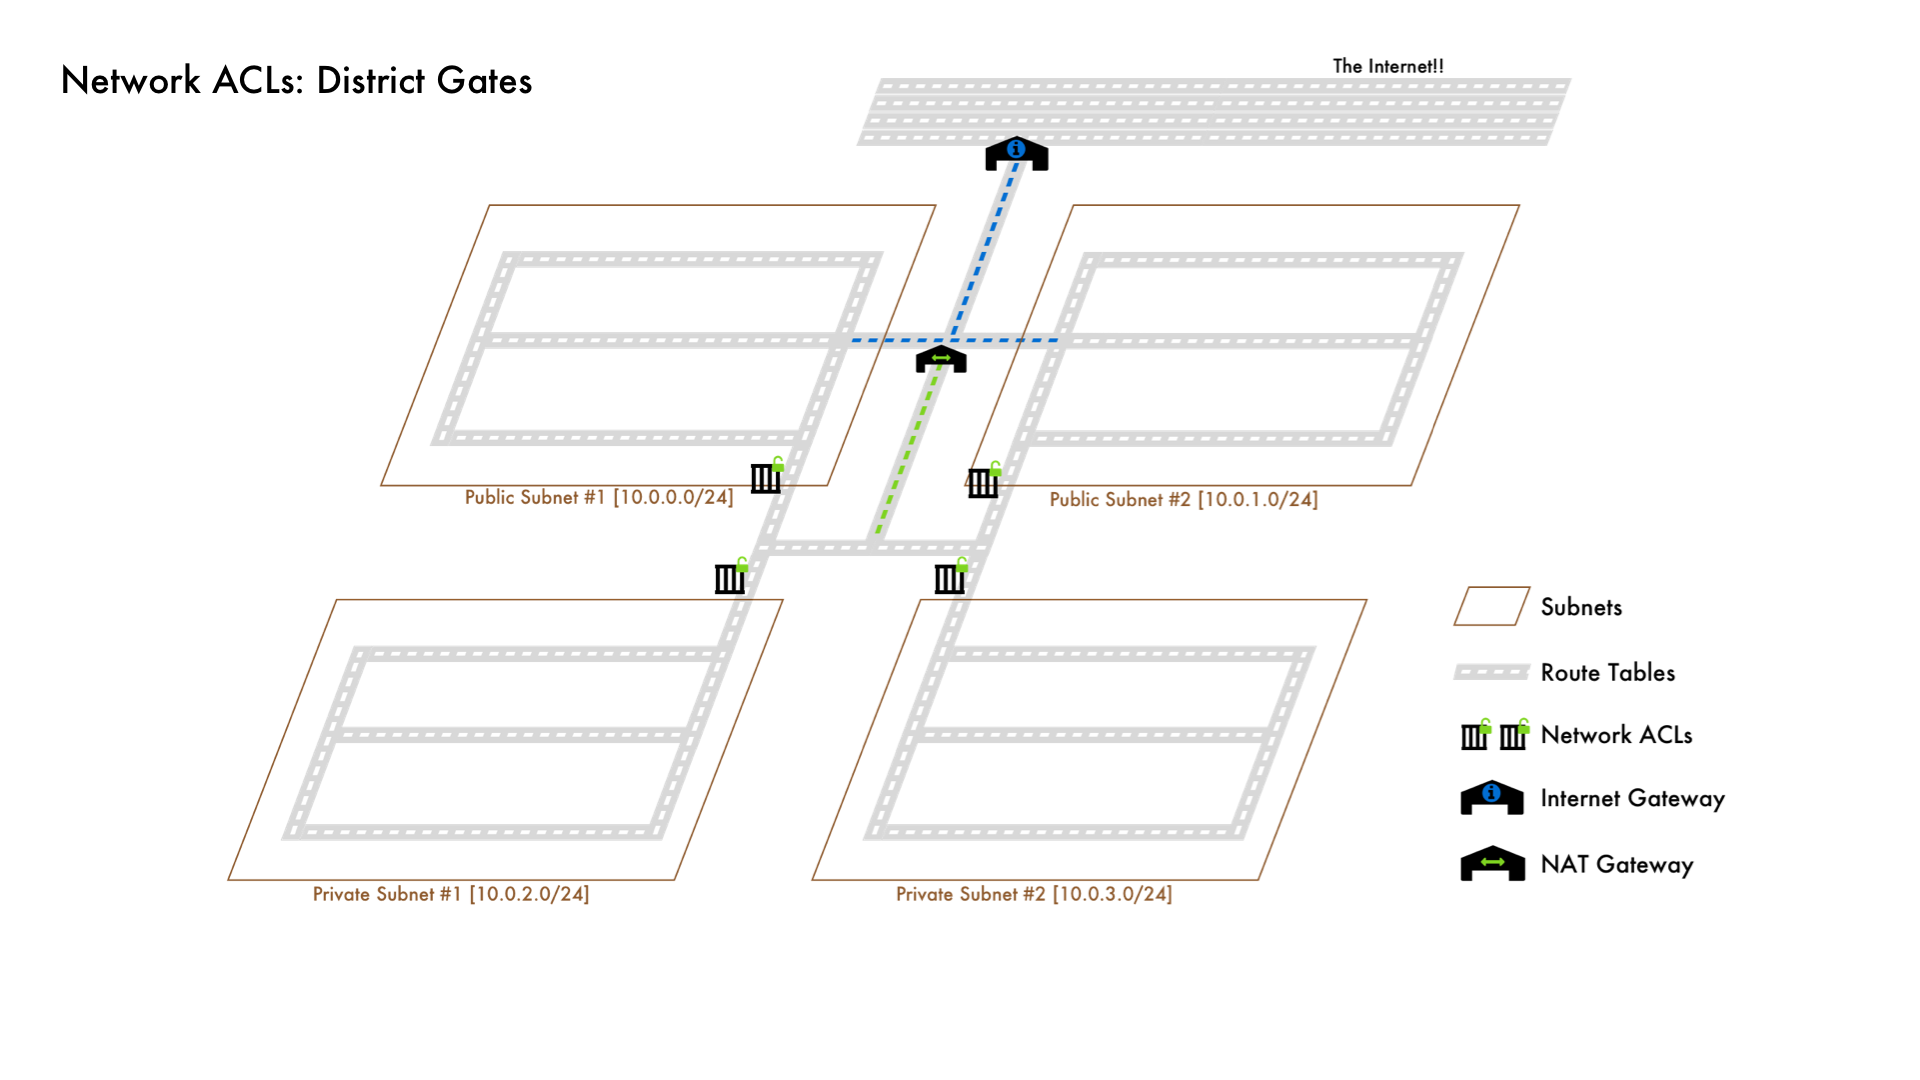 Network ACLs: District Gates
The Internet!!
Public Subnet #1 [10.0.0.0/24]
Public Subnet #2 [10.0.1.0/24]
Subnets
Route Tables
Network ACLs
Internet Gateway
NAT Gateway
Private Subnet #1 [10.0.2.0/24]
Private Subnet #2 [10.0.3.0/24]